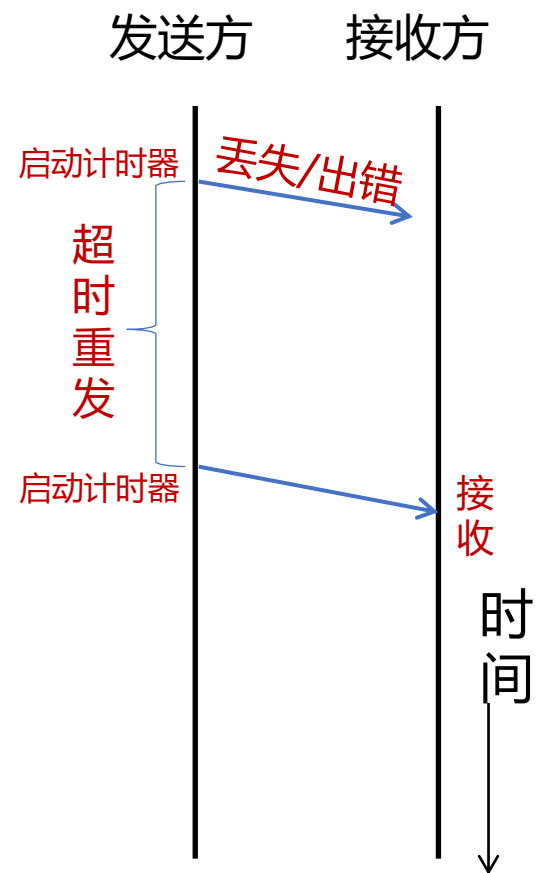 发送方
接收方
启动计时器
丢失/出错
超时重发
启动计时器
接收
时间